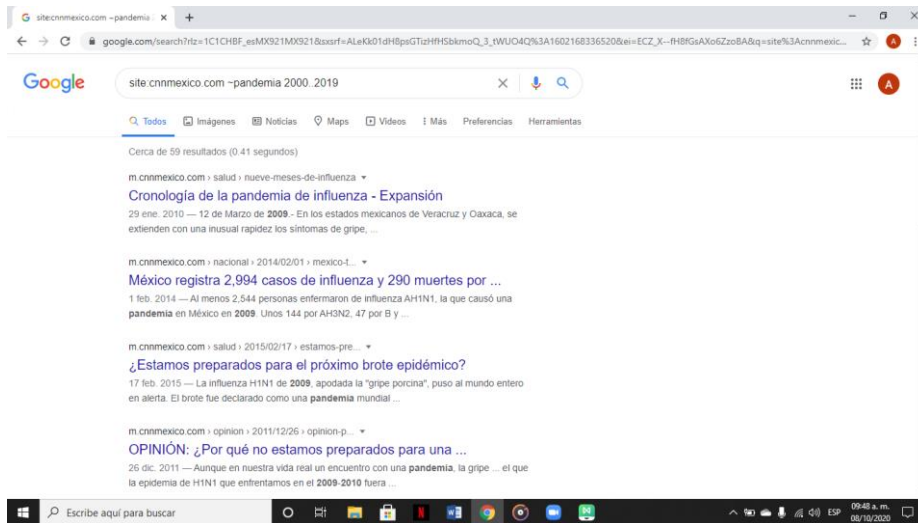 site:cnnmexico.com ~pandemia
google.com/search?rlz=1C1CHBF_esMX921MX921&sxsrf=ALeKk01dH8psGTizHfHSbkmoQ_3_tWUO4Q%3A1602168336520&ei=ECZ_X--fH8fGsAXo6ZzoBA&q=site%3Acnnmexic...
A
Google
site:cnnmexico.com ~pandemia 2000..2019
A
Todos Imágenes Noticias Maps Videos Más Preferencias Herramientas
Cerca de 59 resultados (0.41 segundos)
m.cnnmexico.com › salud › nueve-meses-de-influenza
Cronología de la pandemia de influenza - Expansión
29 ene. 2010 — 12 de Marzo de 2009.- En los estados mexicanos de Veracruz y Oaxaca, se
extienden con una inusual rapidez los síntomas de gripe, ...
m.cnnmexico.com › nacional › 2014/02/01 › mexico-t...
México registra 2,994 casos de influenza y 290 muertes por ...
1 feb. 2014 — Al menos 2,544 personas enfermaron de influenza AH1N1, la que causó una
pandemia en México en 2009. Unos 144 por AH3N2, 47 por B y ...
m.cnnmexico.com › salud › 2015/02/17 › estamos-pre...
¿Estamos preparados para el próximo brote epidémico?
17 feb. 2015 — La influenza H1N1 de 2009, apodada la "gripe porcina", puso al mundo entero
en alerta. El brote fue declarado como una pandemia mundial ...
m.cnnmexico.com › opinion › 2011/12/26 › opinion-p...
OPINIÓN: ¿Por qué no estamos preparados para una ...
26 dic. 2011 — Aunque en nuestra vida real un encuentro con una pandemia, la gripe ... el que
la epidemia de H1N1 que enfrentamos en el 2009-2010 fuera ...
Escribe aquí para buscar
ESP
09:48 a. m.
08/10/2020